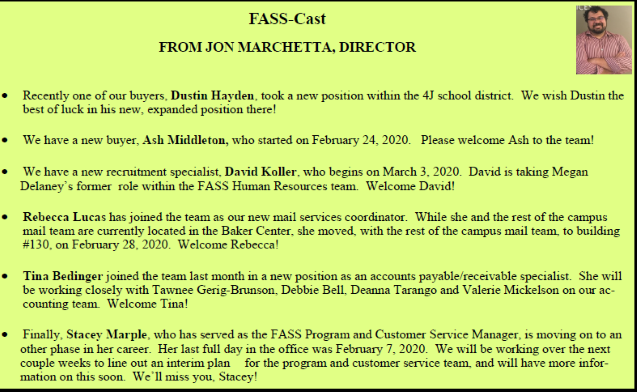 FASS-Cast
FROM JON MARCHETTA, DIRECTOR
• Recently one of our buyers, Dustin Hayden, took a new position within the 4J school district.  We wish Dustin the
best of luck in his new, expanded position there!
• We have a new buyer, Ash Middleton, who started on February 24, 2020.   Please welcome Ash to the team!
• We have a new recruitment specialist, David Koller, who begins on March 3, 2020.  David is taking Megan
Delaney's former  role within the FASS Human Resources team.  Welcome David!
• Rebecca Lucas has joined the team as our new mail services coordinator.  While she and the rest of the campus
mail team are currently located in the Baker Center, she moved, with the rest of the campus mail team, to building
#130, on February 28, 2020.  Welcome Rebecca!
• Tina Bedinger joined the team last month in a new position as an accounts payable/receivable specialist.  She will
be working closely with Tawnee Gerig-Brunson, Debbie Bell, Deanna Tarango and Valerie Mickelson on our ac-
counting team.  Welcome Tina!
• Finally, Stacey Marple, who has served as the FASS Program and Customer Service Manager, is moving on to an
other phase in her career.  Her last full day in the office was February 7, 2020.  We will be working over the next
couple weeks to line out an interim plan    for the program and customer service team, and will have more infor-
mation on this soon.  We'll miss you, Stacey!